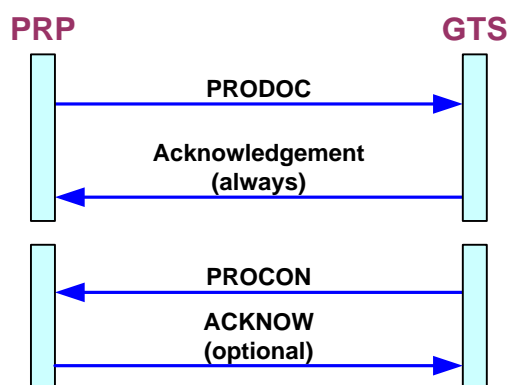 PRP
GTS
PRODOC
Acknowledgement
(always)
PROCON
ACKNOW
(optional)